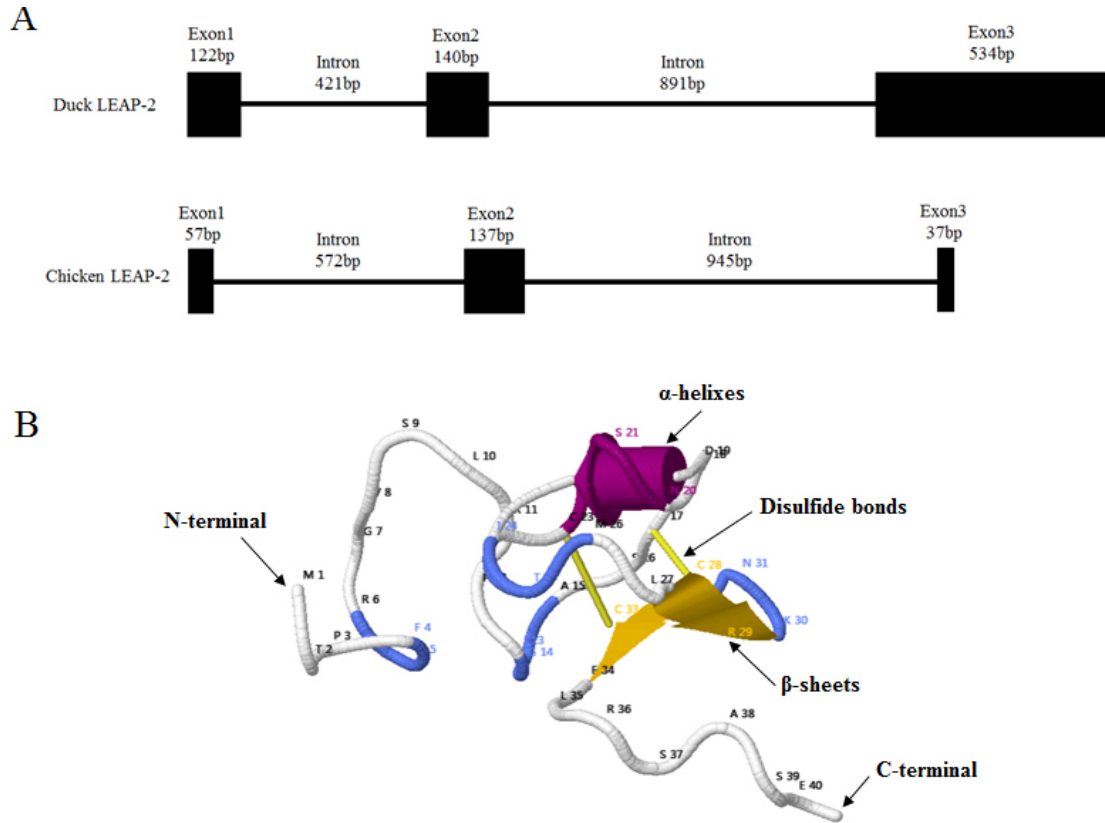 A
Exon1
122bp
Intron
421bp
Exon2
140bp
Intron
891bp
Exon3
534bp
Duck LEAP-2
Exon1
57bp
Intron
572bp
Exon2
137bp
Intron
945bp
Exon3
37bp
Chicken LEAP-2
B
α-helixes
S 9
S 21
D 19
L 10
Disulfide bonds
N-terminal
C 23
M 26
17
G 7
C 28
N 31
M 1
L 27
A 15
R 6
C 33
K 30
F 4
R 29
P 3
T 2
14
β-sheets
L 35
R 36
A 38
S 37
C-terminal
S 39
E 40